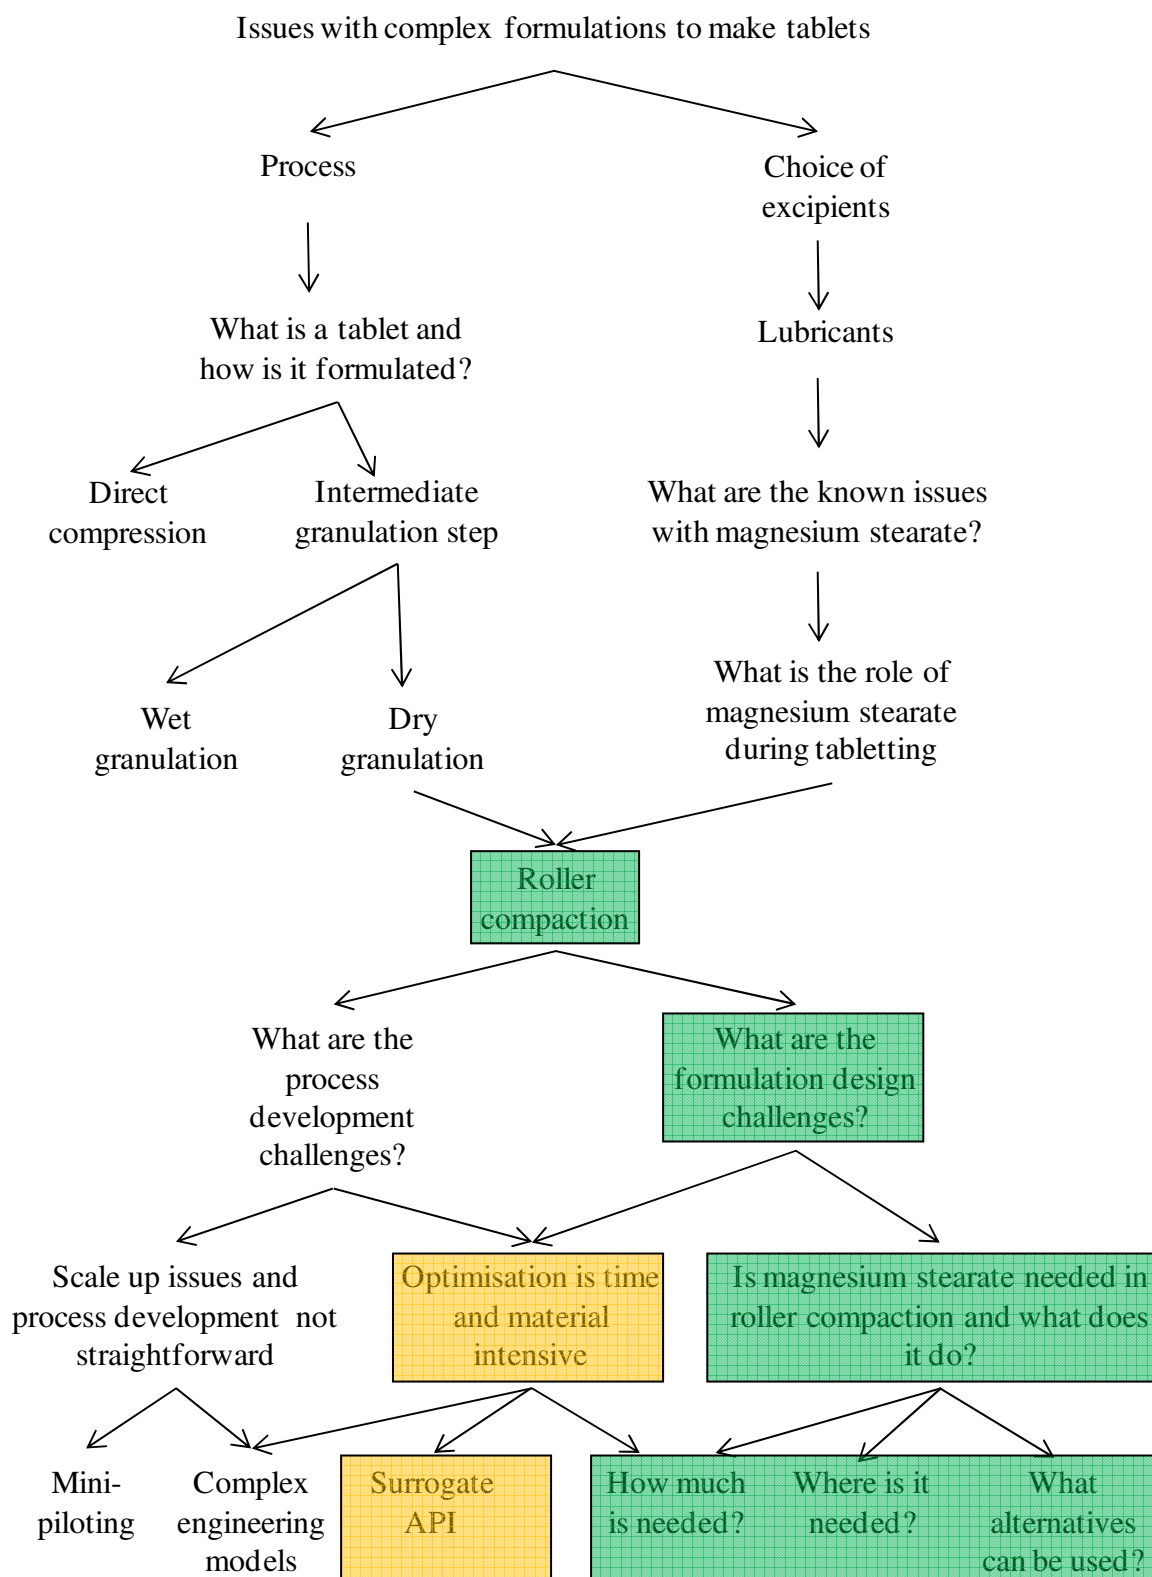 Issues with complex formulations to make tablets
Process
Choice of
excipients
What is a tablet and
how is it formulated?
Lubricants
Direct
compression
Intermediate
granulation step
What are the known issues
with magnesium stearate?
Wet
granulation
Dry
granulation
What is the role of
magnesium stearate
during tabletting
Roller
compaction
What are the
process
development
challenges?
What are the
formulation design
challenges?
Scale up issues and
process development not
straightforward
Optimisation is time
and material
intensive
Is magnesium stearate needed in
roller compaction and what does
it do?
Mini-
piloting
Complex
engineering
models
Surrogate
API
How much
is needed?
Where is it
needed?
What
alternatives
can be used?